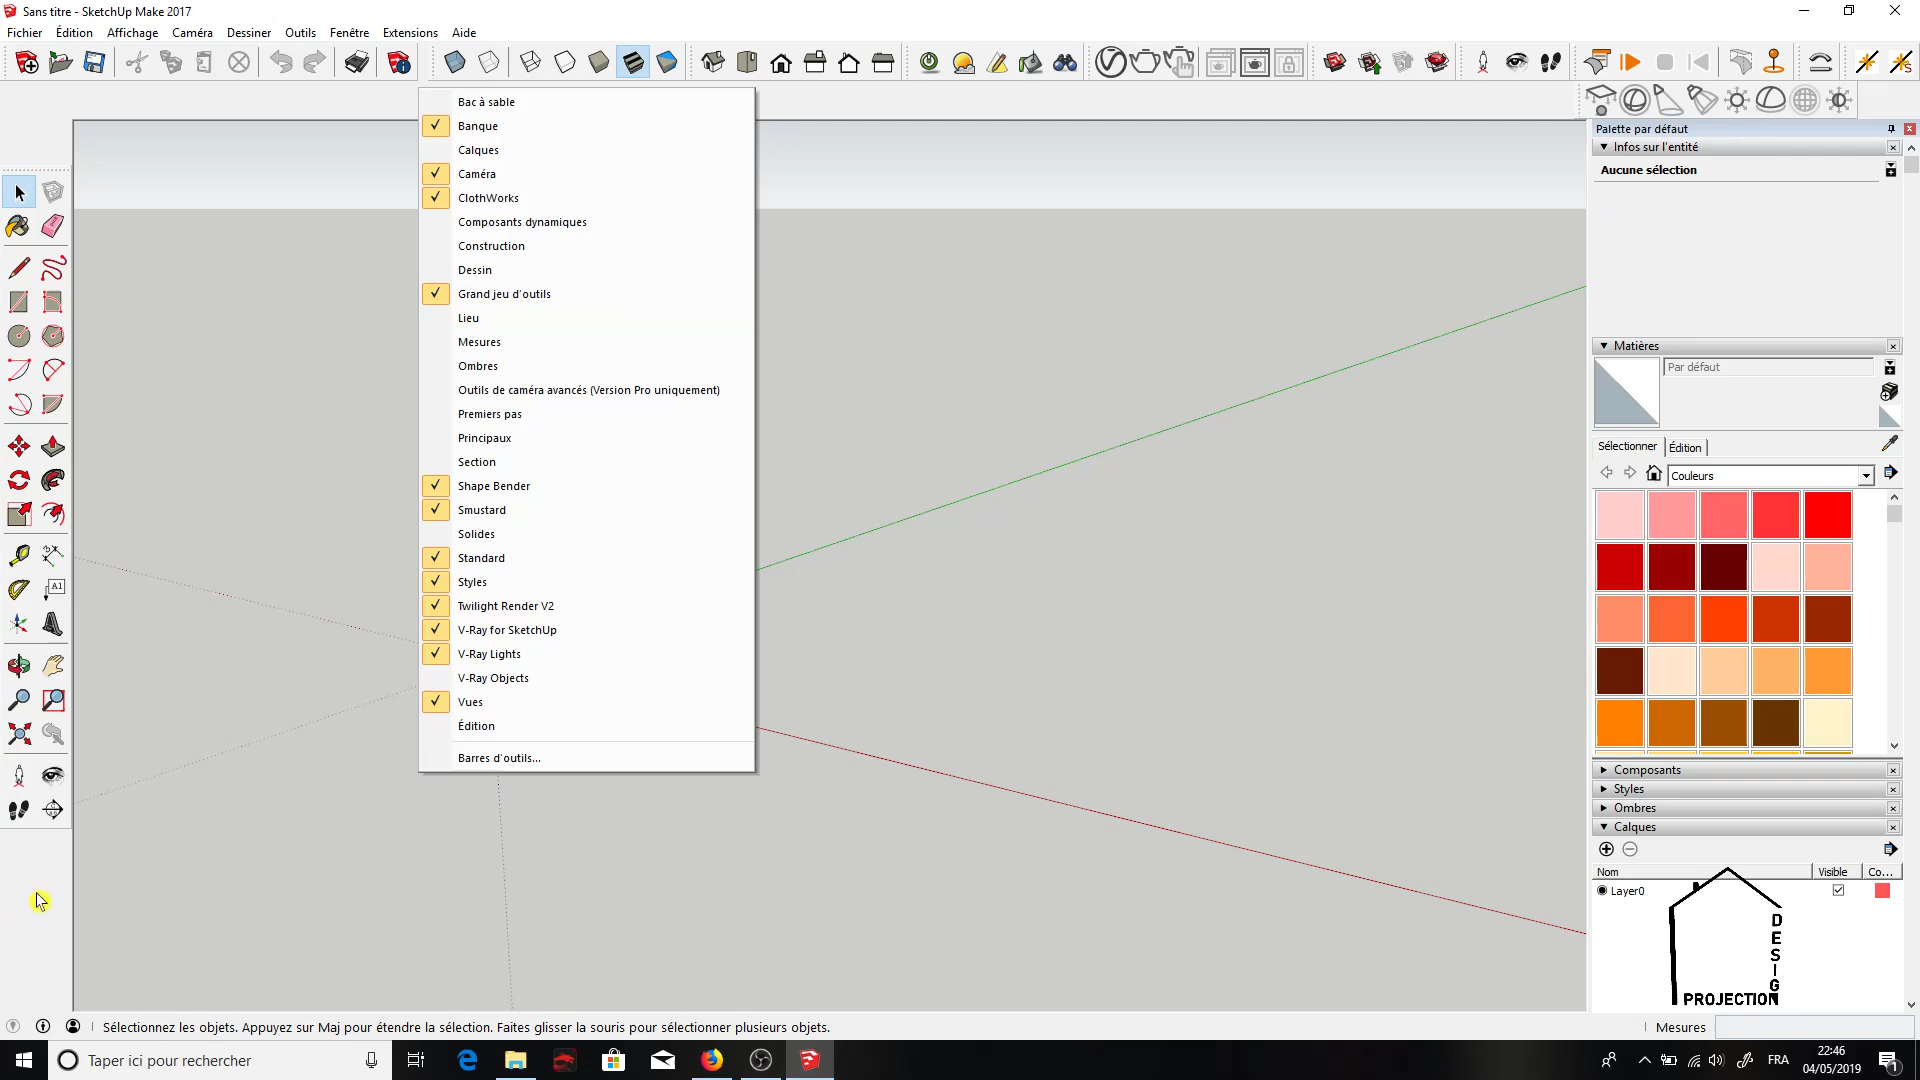 Sans titre - SketchUp Make 2017
Fichier Édition Affichage Caméra Dessiner Outils Fenêtre Extensions Aide
Bac à sable
Banque
Calques
Caméra
ClothWorks
Composants dynamiques
Construction
Dessin
Grand jeu d'outils
Lieu
Mesures
Ombres
Outils de caméra avancés (Version Pro uniquement)
Premiers pas
Principaux
Section
Shape Bender
Smustard
Solides
Standard
Styles
Twilight Render V2
V-Ray for SketchUp
V-Ray Lights
V-Ray Objects
Vues
Édition
Barres d'outils...
A1
Palette par défaut
Infos sur l'entité
Aucune sélection
Matières
Par défaut
Sélectionner Édition
Couleurs
Composants
Styles
Ombres
Calques
Nom Visible Co...
Layer0
DESIGN
PROJECTION
Sélectionnez les objets. Appuyez sur Maj pour étendre la sélection. Faites glisser la souris pour sélectionner plusieurs objets.
Mesures
Taper ici pour rechercher
FRA
22:46
04/05/2019
1